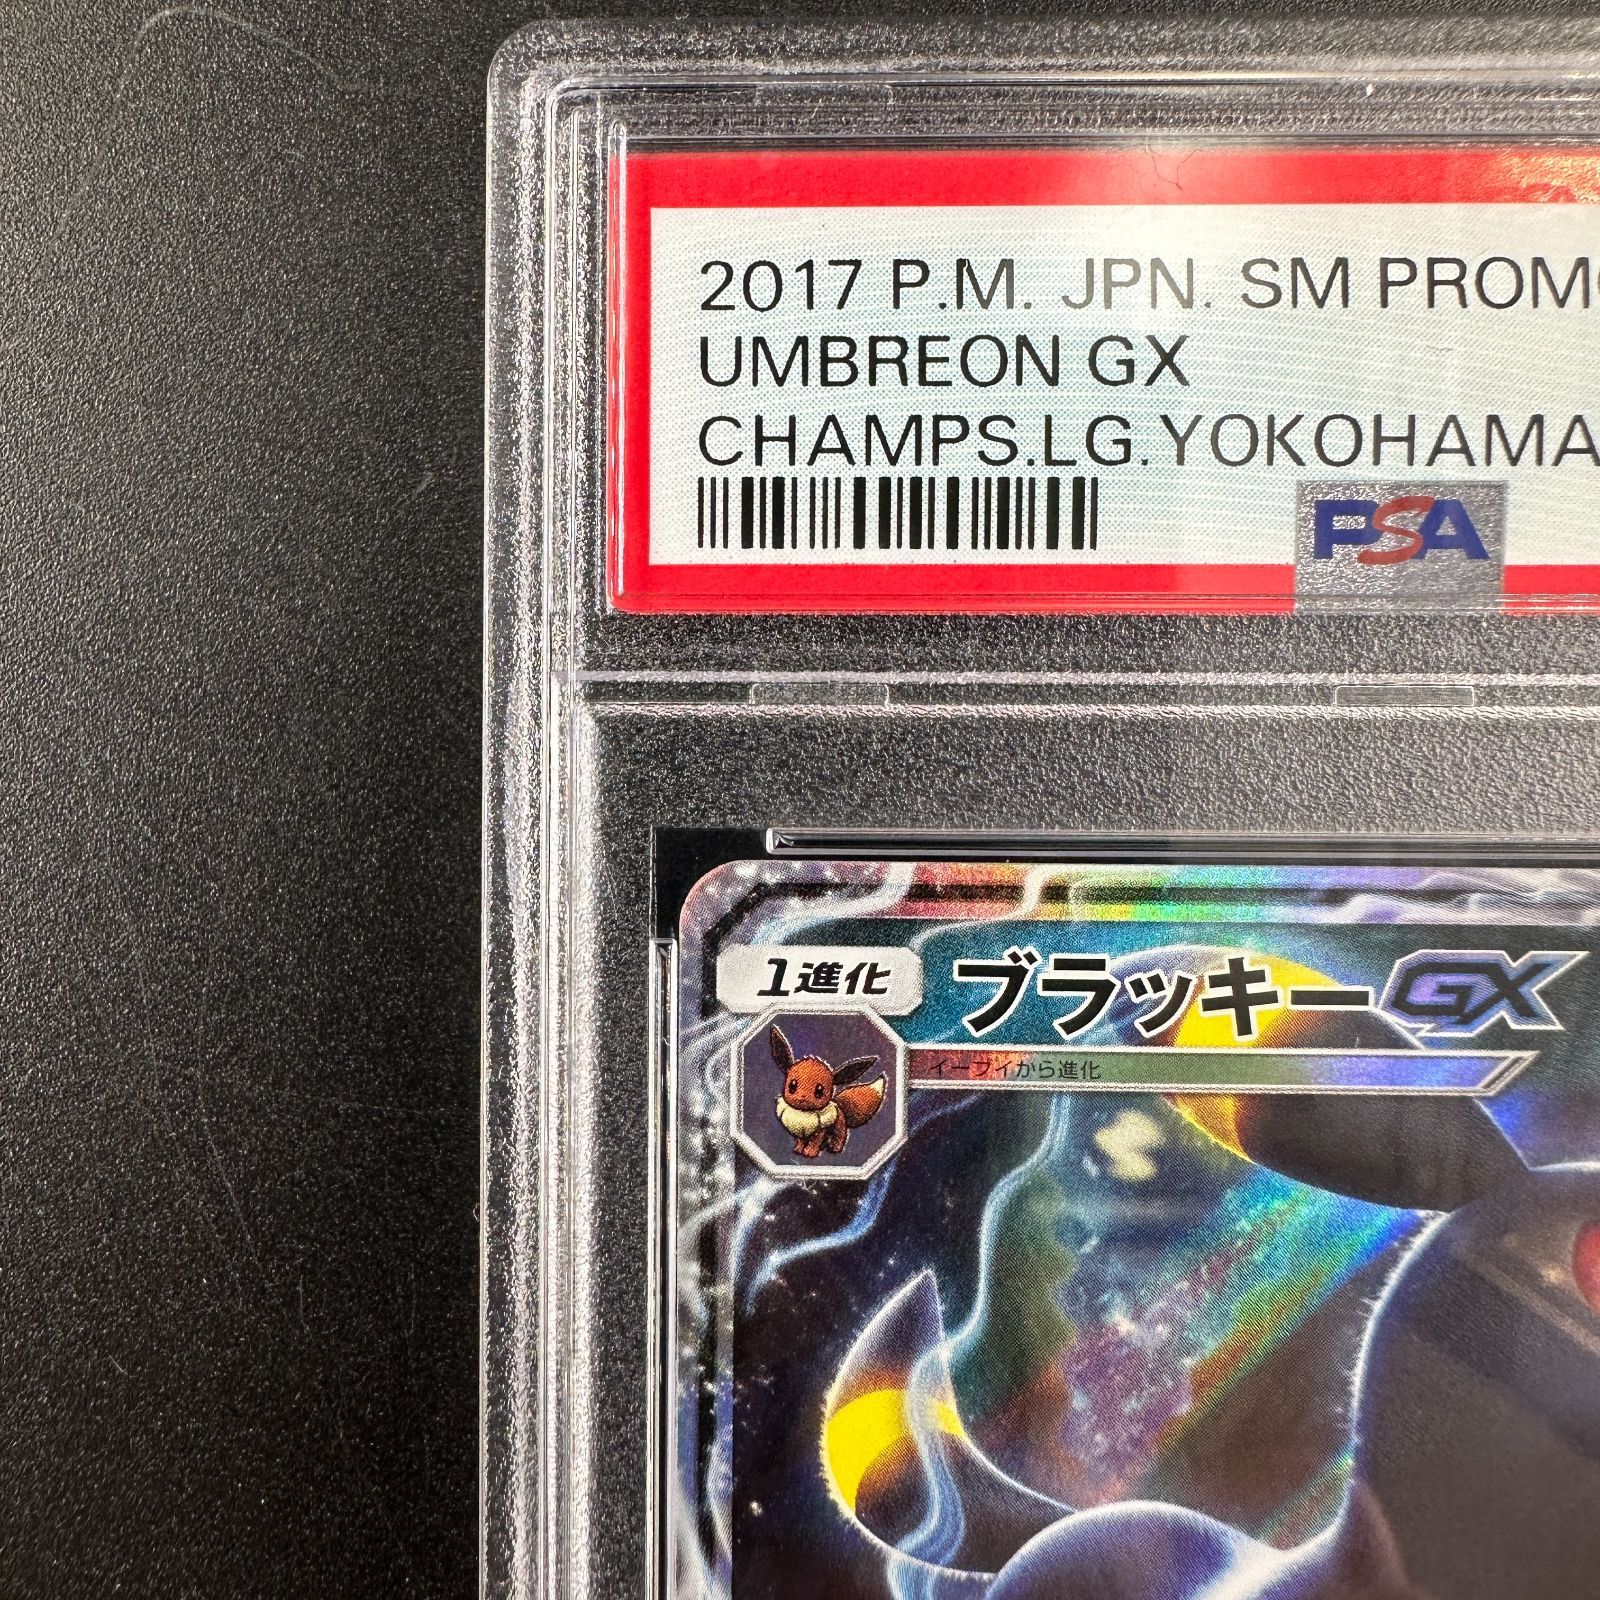 2017 P.M. JPN. SM PROMO
UMBREON GX
CHAMPS.LG.YOKOHAMA
PSA
1進化
ブラッキーGX
イーブイから進化